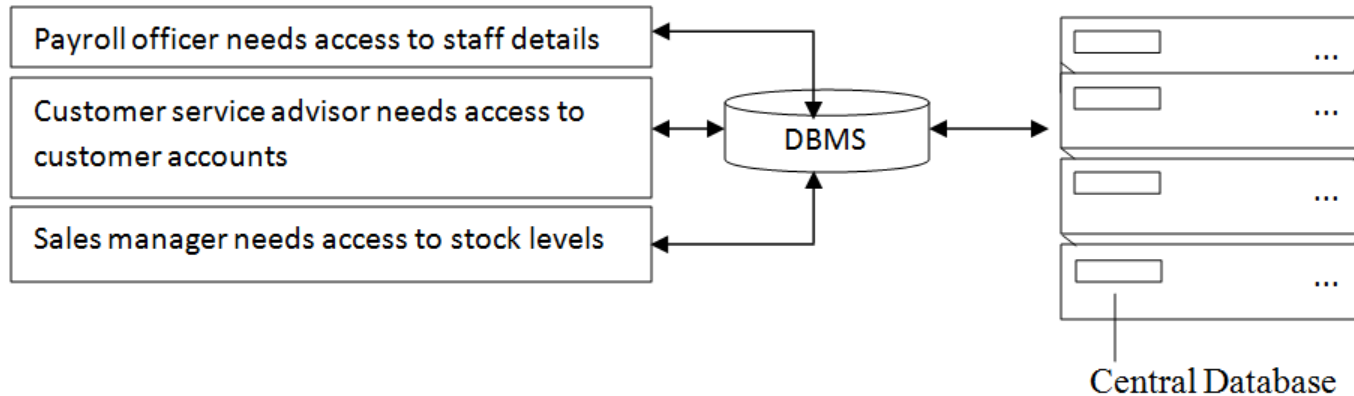 Payroll officer needs access to staff details
Customer service advisor needs access to
customer accounts
Sales manager needs access to stock levels
DBMS
...
...
...
...
Central Database